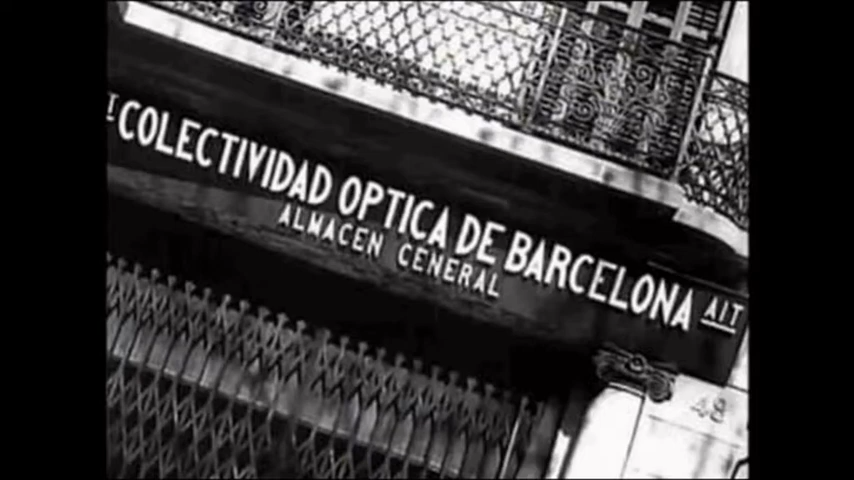 T COLECTIVIDAD OPTICA DE BARCELONA AIT
ALMACEN GENERAL
48